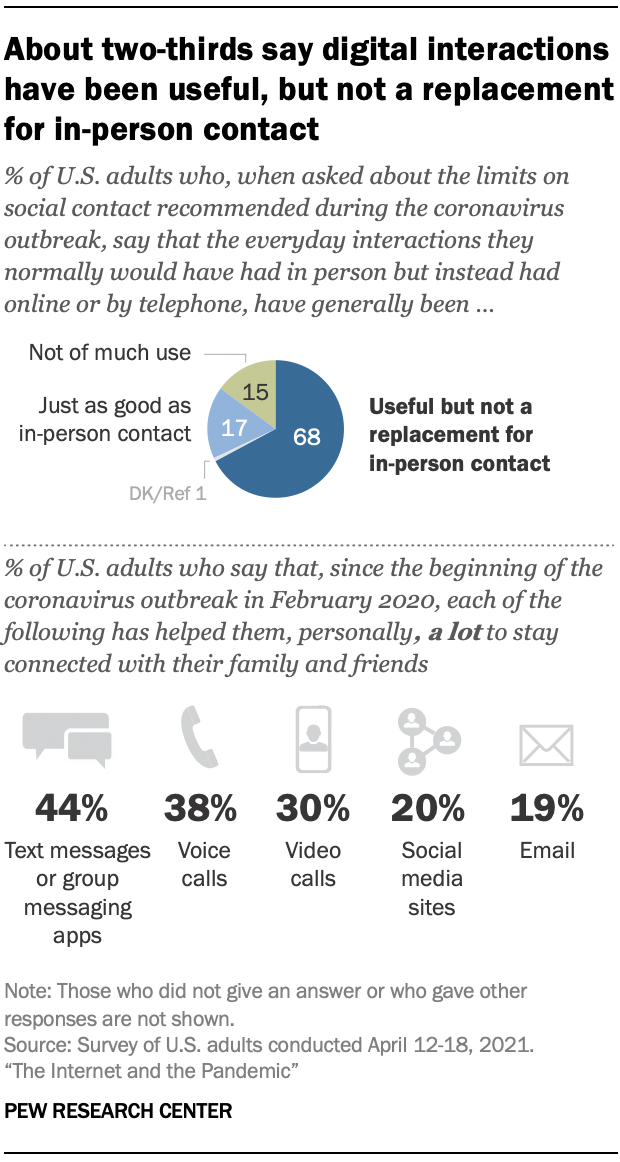 About two-thirds say digital interactions
have been useful, but not a replacement
for in-person contact
% of U.S. adults who, when asked about the limits on
social contact recommended during the coronavirus
outbreak, say that the everyday interactions they
normally would have had in person but instead had
online or by telephone, have generally been ...
Not of much use
15
Just as good as
in-person contact
17
68
Useful but not a
replacement for
in-person contact
DK/Ref 1
% of U.S. adults who say that, since the beginning of the
coronavirus outbreak in February 2020, each of the
following has helped them, personally, a lot to stay
connected with their family and friends
44%
Text messages
or group
messaging
apps
38%
Voice
calls
30%
Video
calls
20%
Social
media
sites
19%
Email
Note: Those who did not give an answer or who gave other
responses are not shown.
Source: Survey of U.S. adults conducted April 12-18, 2021.
“The Internet and the Pandemic”
PEW RESEARCH CENTER